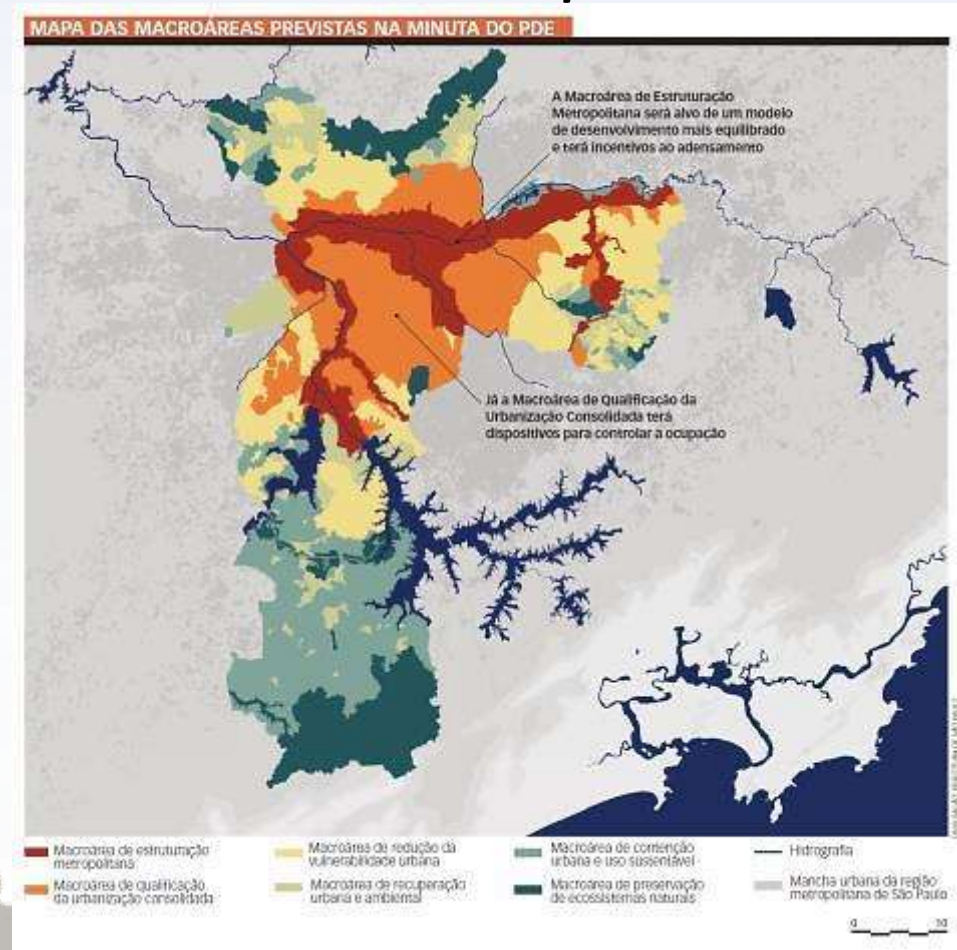 MAPA DAS MACROÁREAS PREVISTAS NA MINUTA DO PDE
A Macroárea de Estruturação
Metropolitana será alvo de um modelo
de desenvolvimento mais equilibrado
e terá incentivos ao adensamento
Já a Macroárea de Qualificação da
Urbanização Consolidada terá
dispositivos para controlar a ocupação
Macroárea de estruturação
metropolitana
Macroárea de qualificação
da urbanização consolidada
Macroárea de redução da
vulnerabilidade urbana
Macroárea de recuperação
urbana e ambiental
Macroárea de contenção
urbana e uso sustentável
Macroárea de preservação
de ecossistemas naturais
Hidrografia
Mancha urbana da região
metropolitana de São Paulo
0 10